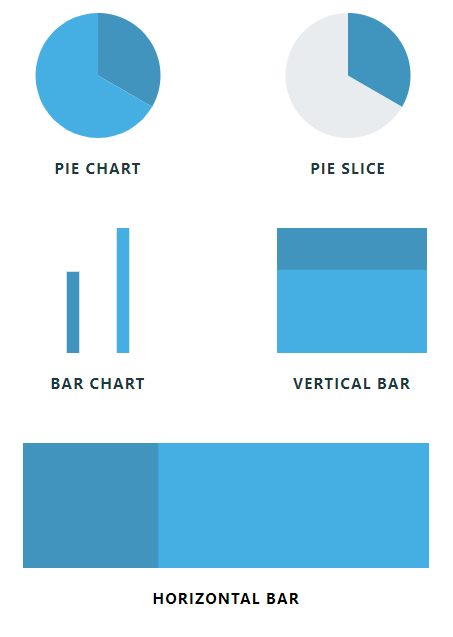 PIE CHART
PIE SLICE
BAR CHART
VERTICAL BAR
HORIZONTAL BAR